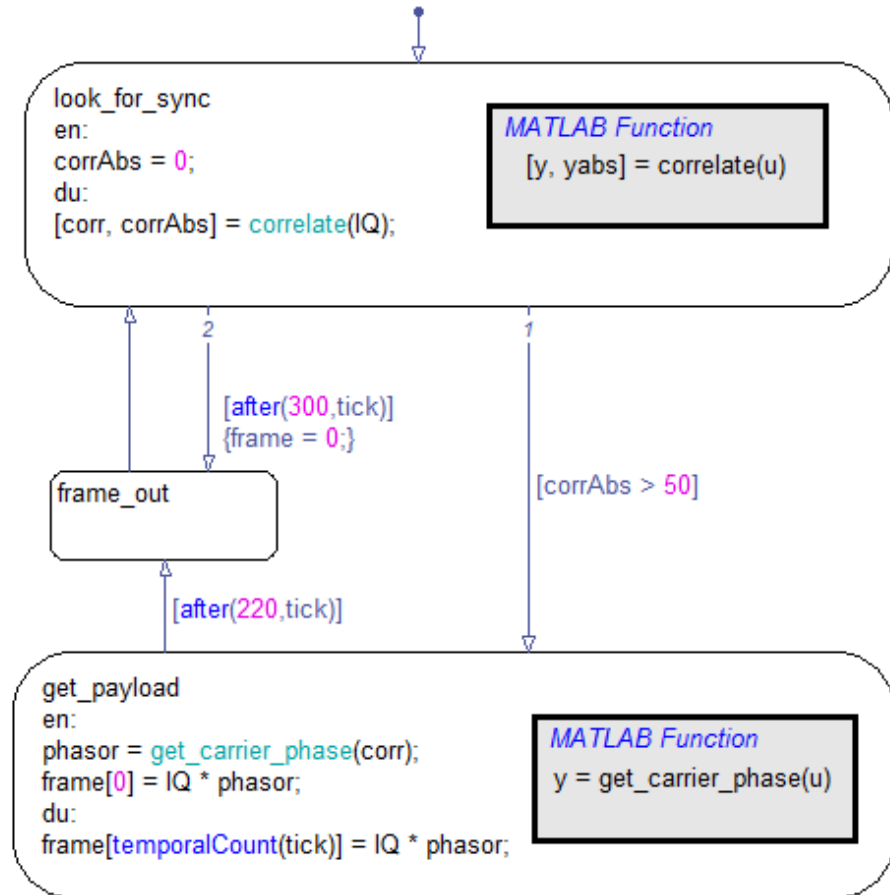 look_for_sync
en:
corrAbs = 0;
du:
[corr, corrAbs] = correlate(IQ);
MATLAB Function
[y, yabs] = correlate(u)
2
1
[after(300,tick)]
{frame = 0;}
[corrAbs > 50]
frame_out
[after(220,tick)]
get_payload
en:
phasor = get_carrier_phase(corr);
frame[0] = IQ * phasor;
du:
frame[temporalCount(tick)] = IQ * phasor;
MATLAB Function
y = get_carrier_phase(u)